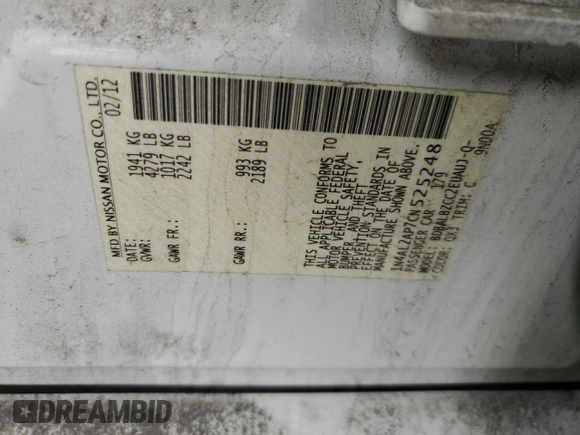 MFD BY NISSAN MOTOR CO., LTD.
DATE: 02/12
GVWR: 1941 KG
4279 LB
GAWR FR.: 1017 KG
2242 LB
GAWR RR.: 993 KG
2189 LB
THIS VEHICLE CONFORMS TO
ALL APPLICABLE FEDERAL
MOTOR VEHICLE SAFETY,
BUMPER, AND THEFT
PREVENTION STANDARDS IN
EFFECT ON THE DATE OF
MANUFACTURE SHOWN ABOVE.
1N4AL2AP7CN525248
PASSENGER CAR 179
MODEL: BDBALBZCC2EUAUJ-Q-
COLOR: QX3 TRIM: C 9N00A
DREAMBID